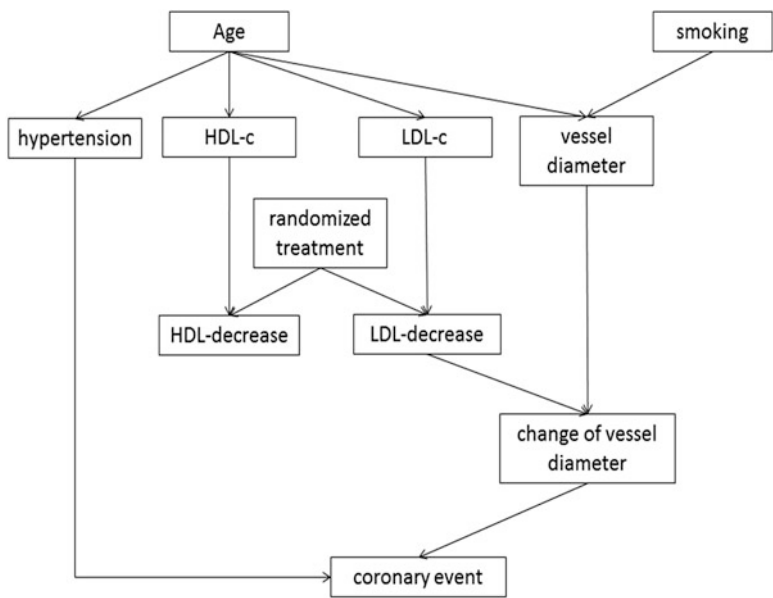 Age
smoking
hypertension
HDL-c
LDL-c
vessel
diameter
randomized
treatment
HDL-decrease
LDL-decrease
change of vessel
diameter
coronary event